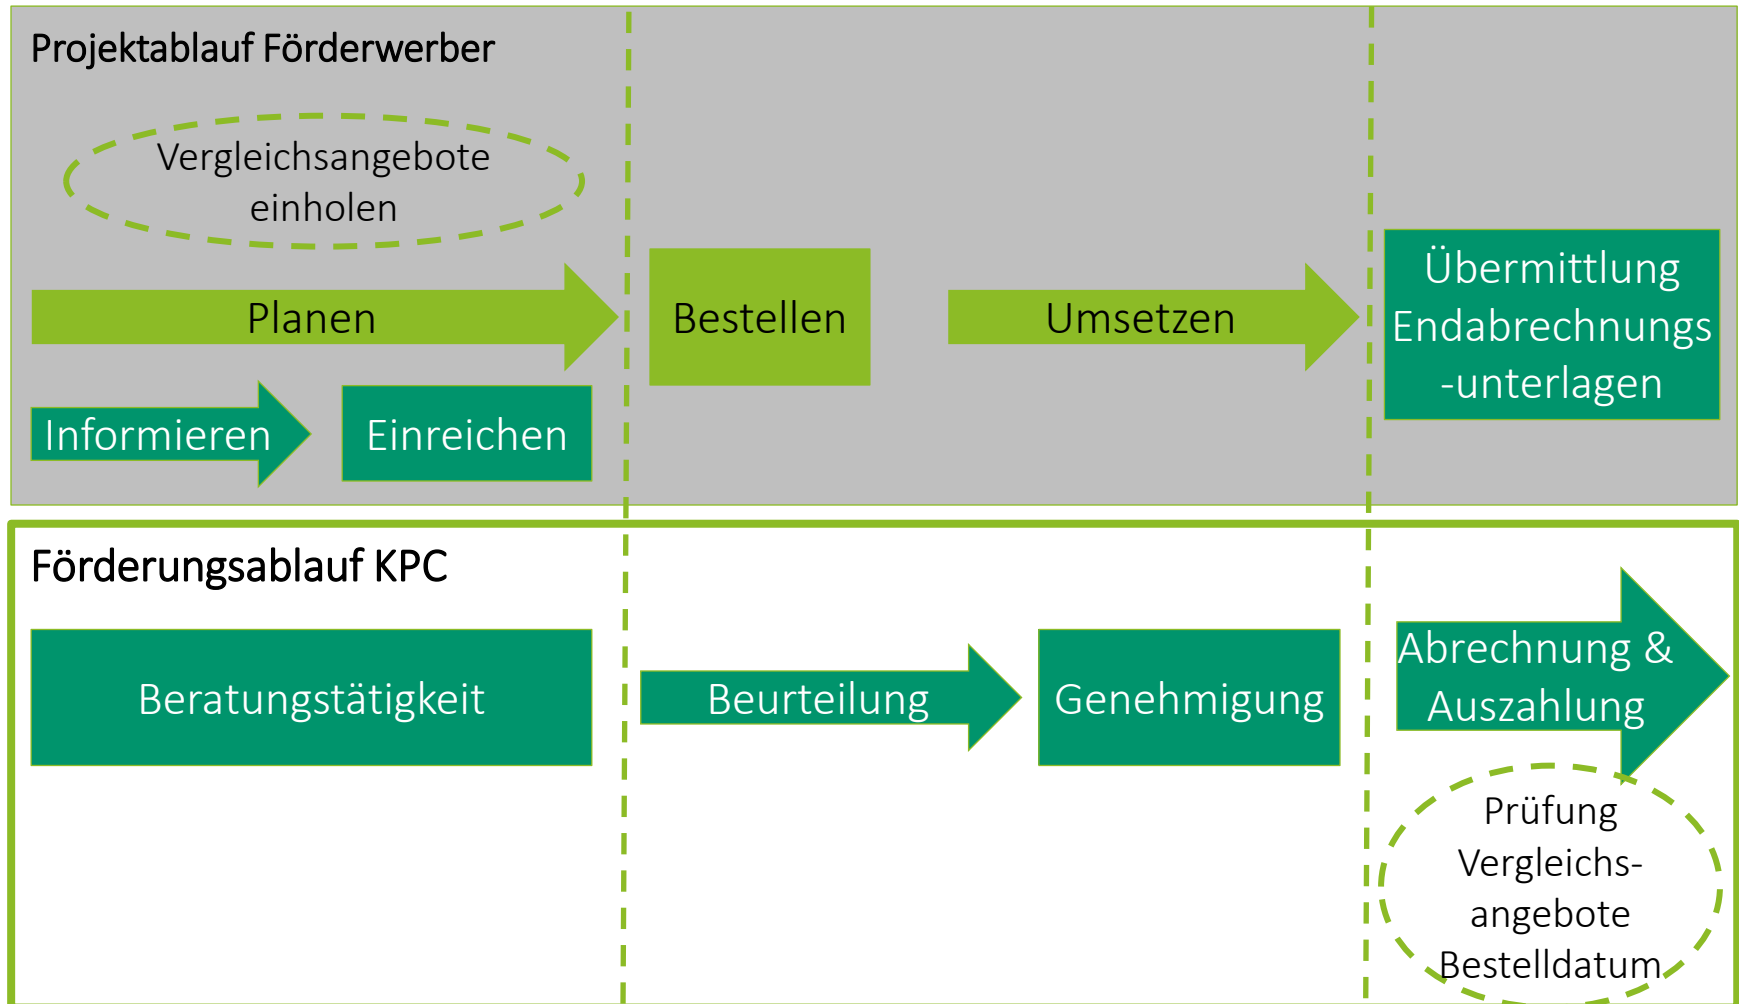 Projektablauf Förderwerber
Vergleichsangebote
einholen
Planen
Bestellen
Umsetzen
Übermittlung
Endabrechnungs
-unterlagen
Informieren
Einreichen
Förderungsablauf KPC
Beratungstätigkeit
Beurteilung
Genehmigung
Abrechnung &
Auszahlung
Prüfung
Vergleichs-
angebote
Bestelldatum